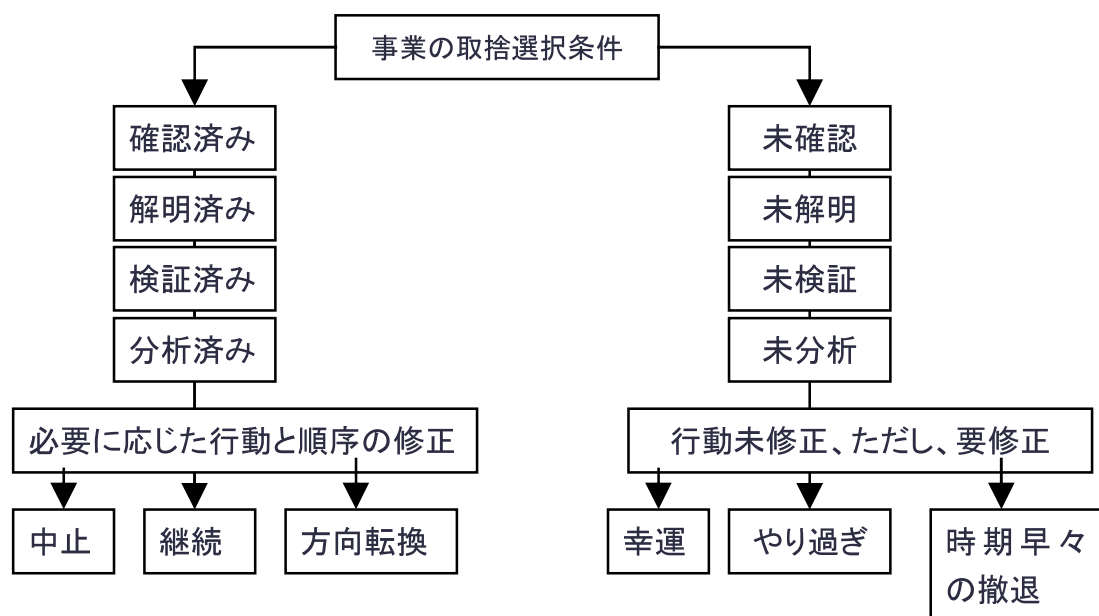 事業の取捨選択条件
確認済み
解明済み
検証済み
分析済み
必要に応じた行動と順序の修正
中止
継続
方向転換
未確認
未解明
未検証
未分析
行動未修正、ただし、要修正
幸運
やり過ぎ
時期早々
の撤退